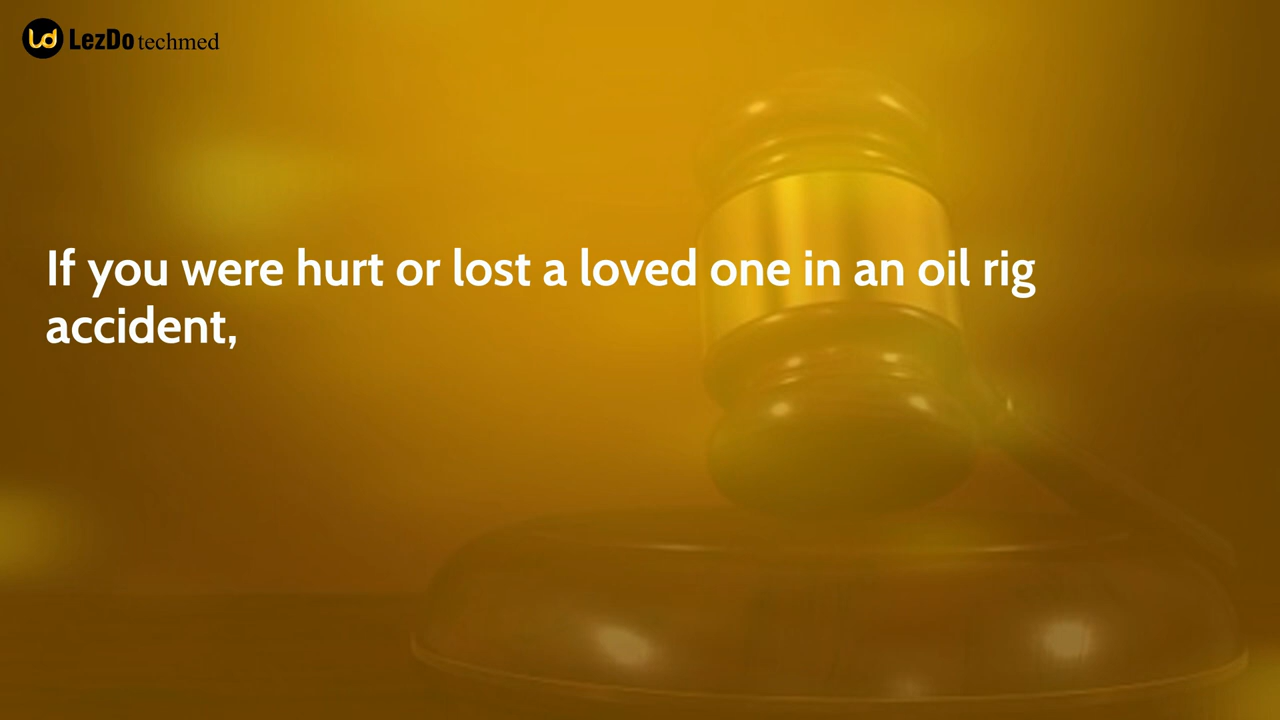 LezDo techmed
If you were hurt or lost a loved one in an oil rig
accident,